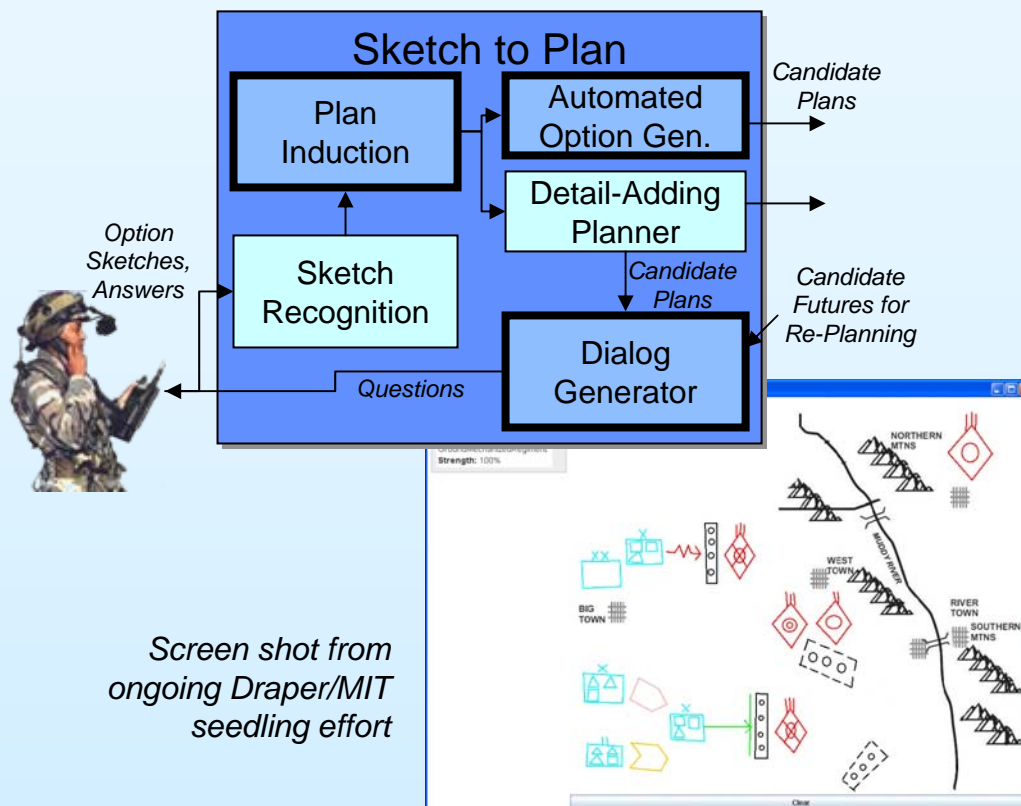 Sketch to Plan
Plan
Induction
Automated
Option Gen.
Candidate
Plans
Detail-Adding
Planner
Option
Sketches,
Answers
Sketch
Recognition
Candidate
Plans
Candidate
Futures for
Re-Planning
Dialog
Generator
Questions
GroundMechanizedRegiment
Strength: 100%
NORTHERN
MTNS
MUDDY RIVER
WEST
TOWN
BIG
TOWN
RIVER
TOWN
SOUTHERN
MTNS
Screen shot from
ongoing Draper/MIT
seedling effort
Clear